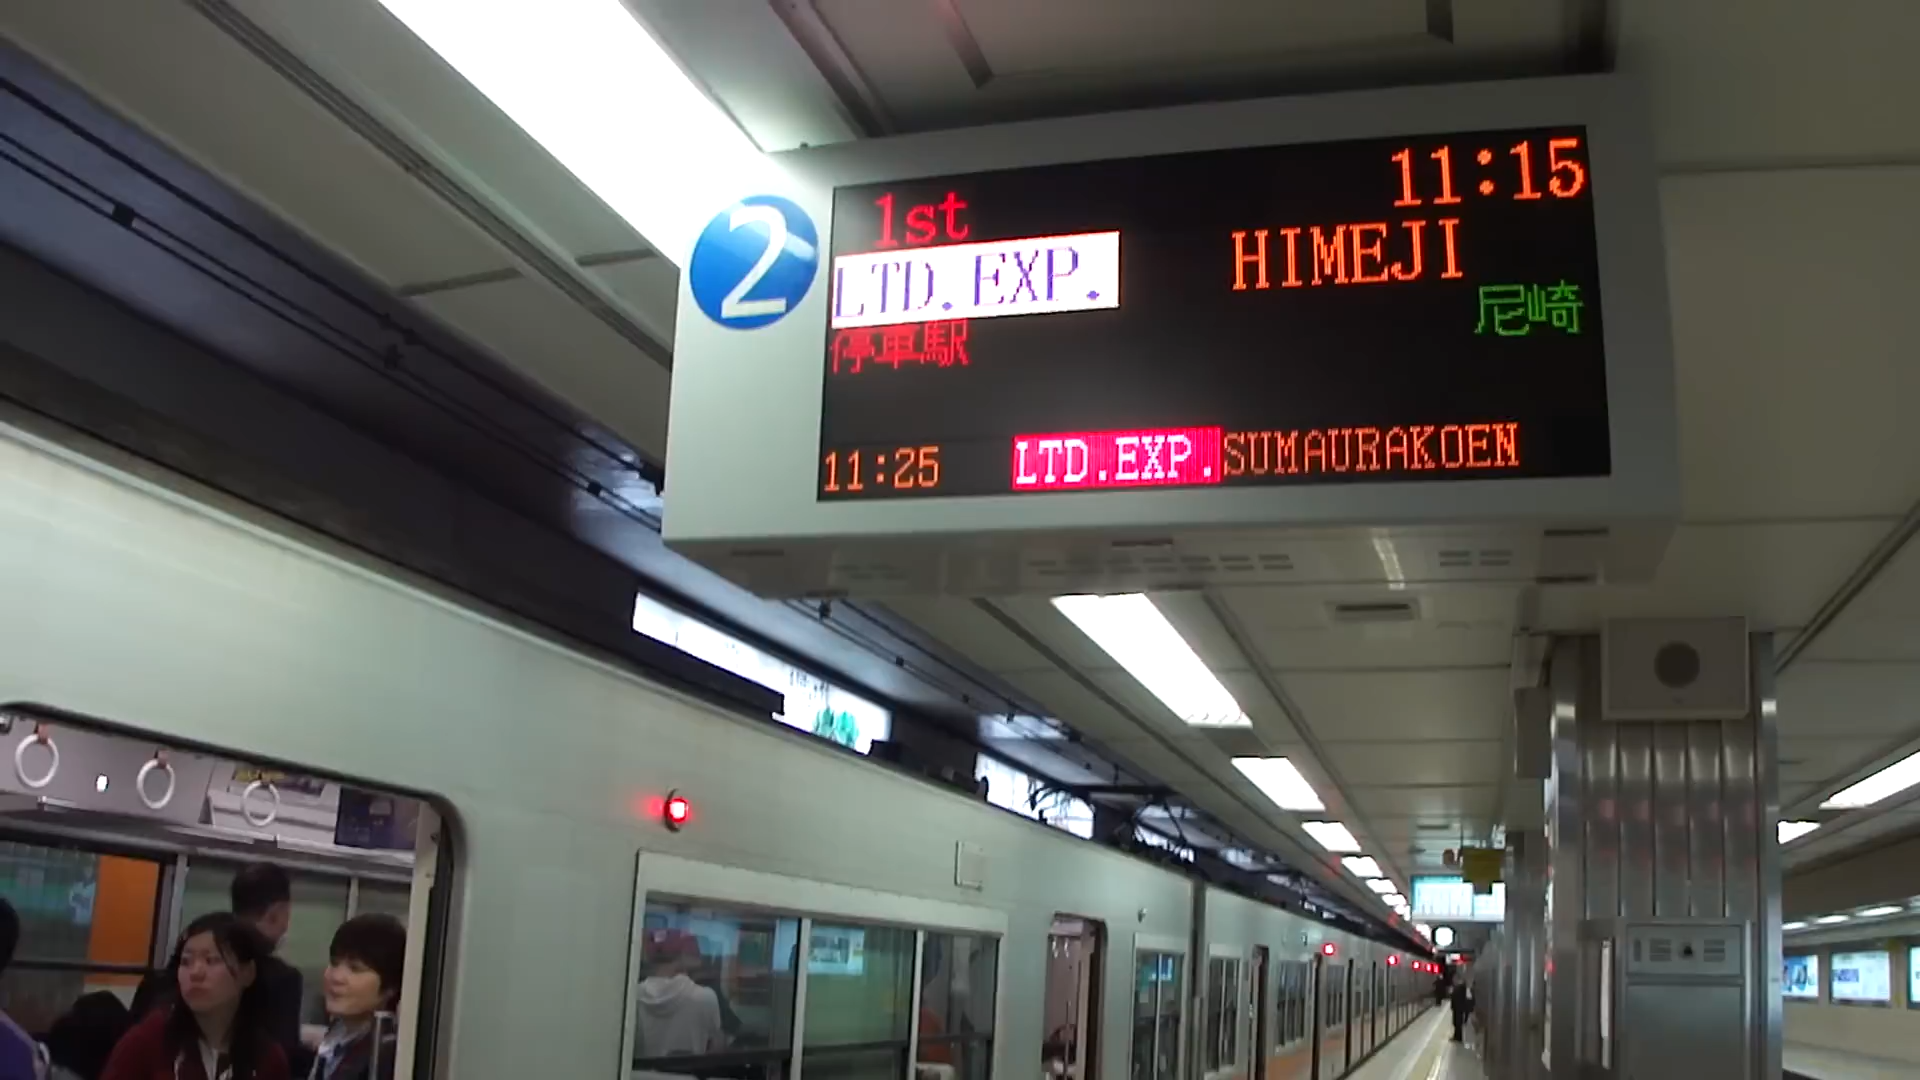 2
11:15
1st
LTD.EXP. HIMEJI
尼崎
停車駅
11:25 LTD.EXP. SUMAURAKOEN